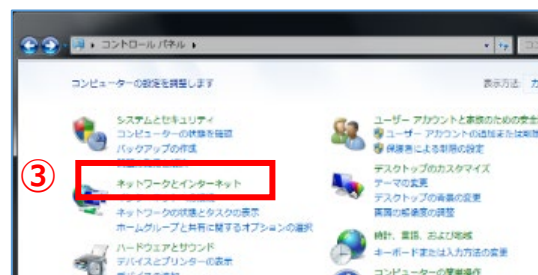 コントロール パネル
コンピューターの設定を調整します
表示方法:
システムとセキュリティ
コンピューターの状態を確認
バックアップの作成
③
ネットワークとインターネット
ネットワークの状態とタスクの表示
ホームグループと共有に関するオプションの選択
ハードウェアとサウンド
デバイスとプリンターの表示
デバイスの追加
ユーザー アカウントと家族のための安全
ユーザー アカウントの追加または削除
保護者による制限の設定
デスクトップのカスタマイズ
テーマの変更
デスクトップの背景の変更
画面の解像度の調整
時計、言語、および地域
キーボードまたは入力方法の変更
コンピューターの簡単操作